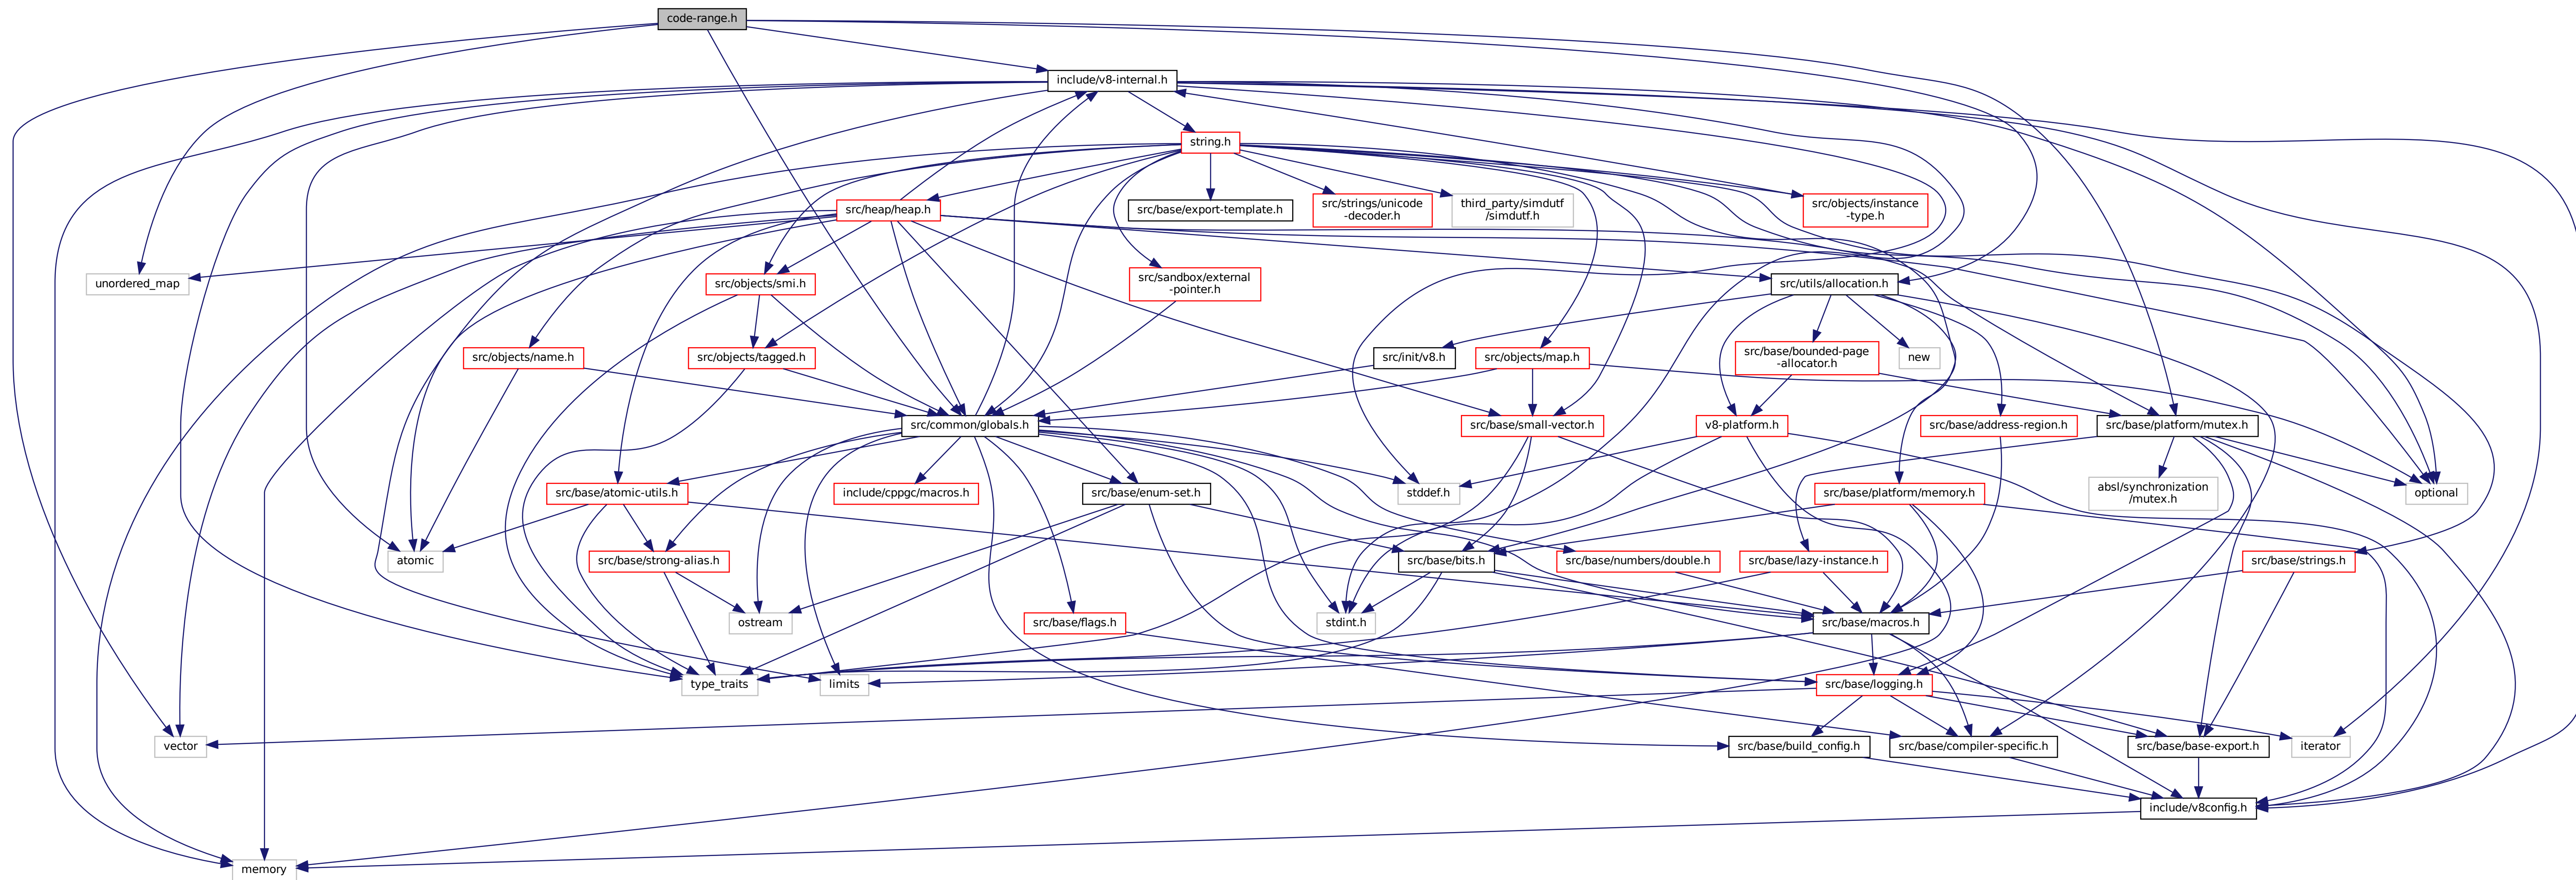 code-range.h
include/v8-internal.h
string.h
src/heap/heap.h
src/base/export-template.h
src/strings/unicode
-decoder.h
third_party/simdutf
/simdutf.h
src/objects/instance
-type.h
unordered_map
src/objects/smi.h
src/sandbox/external
-pointer.h
src/utils/allocation.h
src/objects/name.h
src/objects/tagged.h
src/init/v8.h
src/objects/map.h
src/base/bounded-page
-allocator.h
new
src/common/globals.h
src/base/small-vector.h
v8-platform.h
src/base/address-region.h
src/base/platform/mutex.h
src/base/atomic-utils.h
include/cppgc/macros.h
src/base/enum-set.h
stddef.h
src/base/platform/memory.h
absl/synchronization
/mutex.h
optional
atomic
src/base/strong-alias.h
src/base/bits.h
src/base/numbers/double.h
src/base/lazy-instance.h
src/base/strings.h
ostream
src/base/flags.h
stdint.h
src/base/macros.h
type_traits
limits
src/base/logging.h
vector
src/base/build_config.h
src/base/compiler-specific.h
src/base/base-export.h
iterator
include/v8config.h
memory